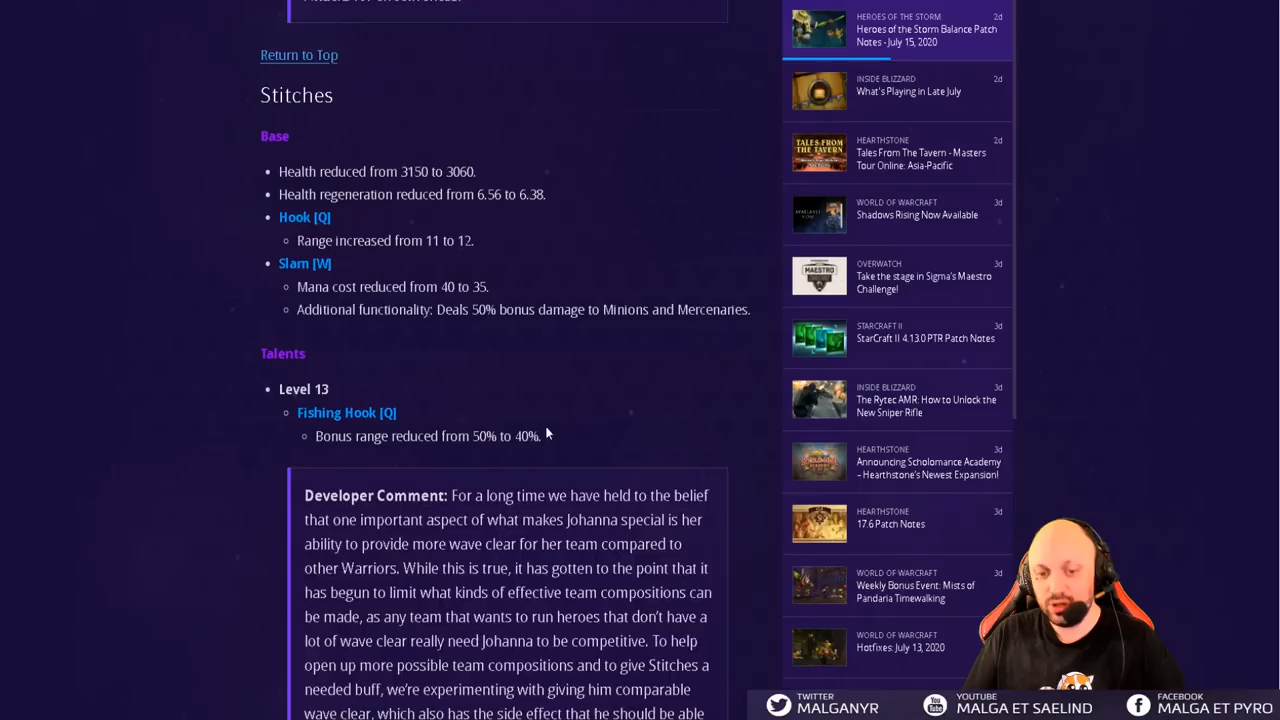 Return to Top
Stitches
Base
Health reduced from 3150 to 3060.
Health regeneration reduced from 6.56 to 6.38.
Hook [Q]
Range increased from 11 to 12.
Slam [W]
Mana cost reduced from 40 to 35.
Additional functionality: Deals 50% bonus damage to Minions and Mercenaries.
Talents
Level 13
Fishing Hook [Q]
Bonus range reduced from 50% to 40%.
Developer Comment: For a long time we have held to the belief
that one important aspect of what makes Johanna special is her
ability to provide more wave clear for her team compared to
other Warriors. While this is true, it has gotten to the point that it
has begun to limit what kinds of effective team compositions can
be made, as any team that wants to run heroes that don't have a
lot of wave clear really need Johanna to be competitive. To help
open up more possible team compositions and to give Stitches a
needed buff, we're experimenting with giving him comparable
wave clear, which also has the side effect that he should be able
HEROES OF THE STORM 2d
Heroes of the Storm Balance Patch
Notes - July 15, 2020
INSIDE BLIZZARD 2d
What's Playing in Late July
HEARTHSTONE 2d
TALES FROM
THE TAVERN
Tales From The Tavern - Masters
Tour Online: Asia-Pacific
WORLD OF WARCRAFT 3d
Shadows Rising Now Available
OVERWATCH 3d
MAESTRO
Take the stage in Sigma's Maestro
Challenge!
STARCRAFT II 3d
StarCraft II 4.13.0 PTR Patch Notes
INSIDE BLIZZARD 3d
The Rytec AMR: How to Unlock the
New Sniper Rifle
HEARTHSTONE 3d
Announcing Scholomance Academy
– Hearthstone's Newest Expansion!
HEARTHSTONE 3d
17.6 Patch Notes
WORLD OF WARCRAFT 3d
Weekly Bonus Event: Mists of
Pandaria Timewalking
WORLD OF WARCRAFT
Hotfixes: July 13, 2020
TWITTER
MALGANYR
YOUTUBE
MALGA ET SAELIND
FACEBOOK
MALGA ET PYRO